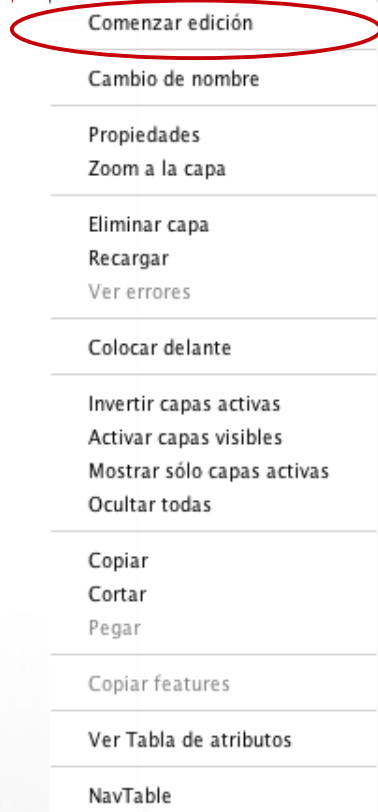 Comenzar edición
Cambio de nombre
Propiedades
Zoom a la capa
Eliminar capa
Recargar
Ver errores
Colocar delante
Invertir capas activas
Activar capas visibles
Mostrar sólo capas activas
Ocultar todas
Copiar
Cortar
Pegar
Copiar features
Ver Tabla de atributos
NavTable